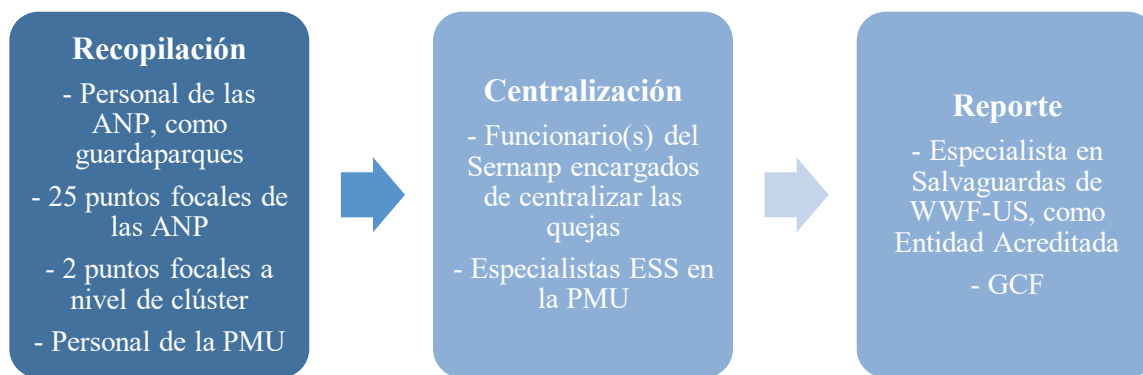 Recopilación
- Personal de las
ANP, como
guardaparques
- 25 puntos focales de
las ANP
- 2 puntos focales a
nivel de clúster
- Personal de la PMU
Centralización
- Funcionario(s) del
Sernanp encargados
de centralizar las
quejas
- Especialistas ESS en
la PMU
Reporte
- Especialista en
Salvaguardas de
WWF-US, como
Entidad Acreditada
- GCF